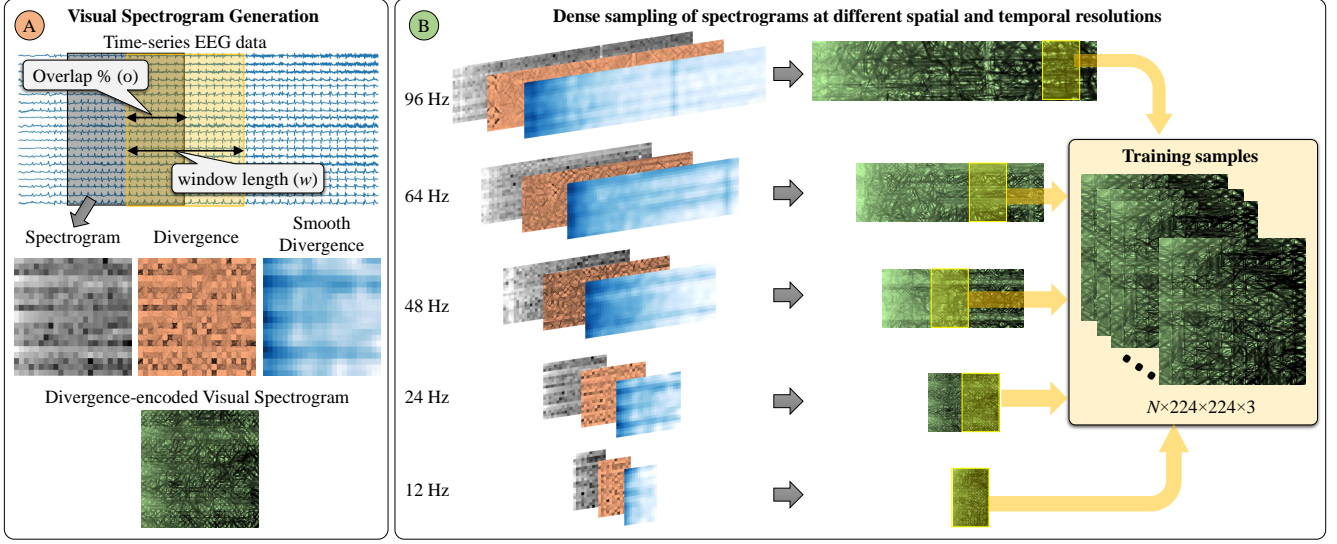 A
Visual Spectrogram Generation
Time-series EEG data
Overlap % (o)
window length (w)
Spectrogram
Divergence
Smooth
Divergence
Divergence-encoded Visual Spectrogram
B
Dense sampling of spectrograms at different spatial and temporal resolutions
96 Hz
64 Hz
48 Hz
24 Hz
12 Hz
Training samples
N×224×224×3